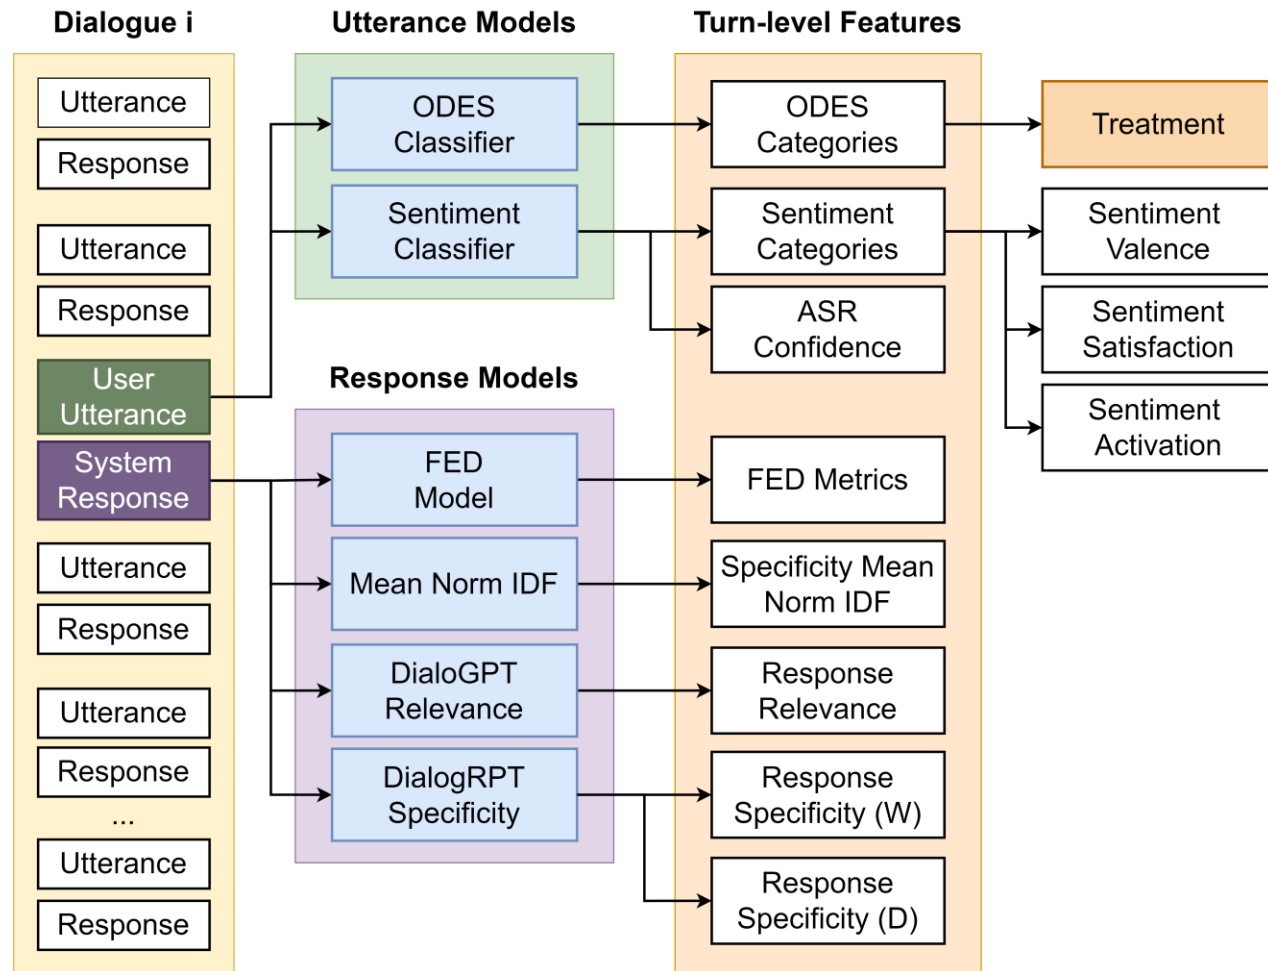 Dialogue i
Utterance
Response
Utterance
Response
User
Utterance
System
Response
Utterance
Response
Utterance
Response
...
Utterance
Response
Utterance Models
ODES
Classifier
Sentiment
Classifier
Response Models
FED
Model
Mean Norm IDF
DialoGPT
Relevance
DialogRPT
Specificity
Turn-level Features
ODES
Categories
Sentiment
Categories
ASR
Confidence
FED Metrics
Specificity Mean
Norm IDF
Response
Relevance
Response
Specificity (W)
Response
Specificity (D)
Treatment
Sentiment
Valence
Sentiment
Satisfaction
Sentiment
Activation